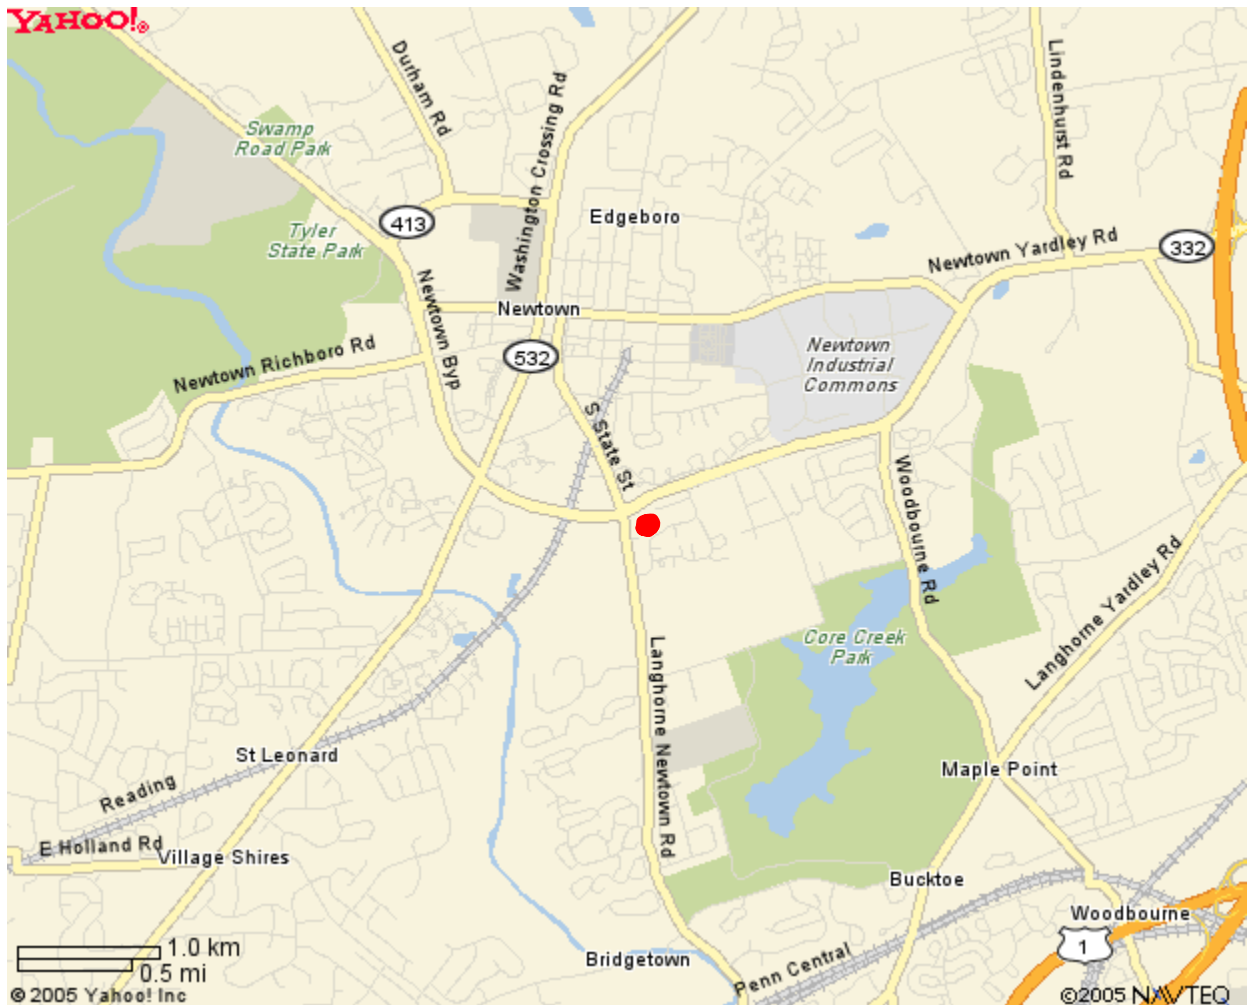 YAHOO!®
Durham Rd
Lindenhurst Rd
Swamp
Road Park
Washington Crossing Rd
413
Edgeboro
Tyler
State Park
Newtown Yardley Rd
332
Newtown Byp
Newtown
Newtown Richboro Rd
532
Newtown
Industrial
Commons
S State St
Woodbourne Rd
Langhorne Yardley Rd
Core Creek
Park
Langhorne Newtown Rd
St Leonard
Maple Point
Reading
E Holland Rd
Village Shires
Bucktoe
Woodbourne
1
1.0 km
0.5 mi
Bridgetown
Penn Central
© 2005 Yahoo! Inc
©2005 NAVTEQ